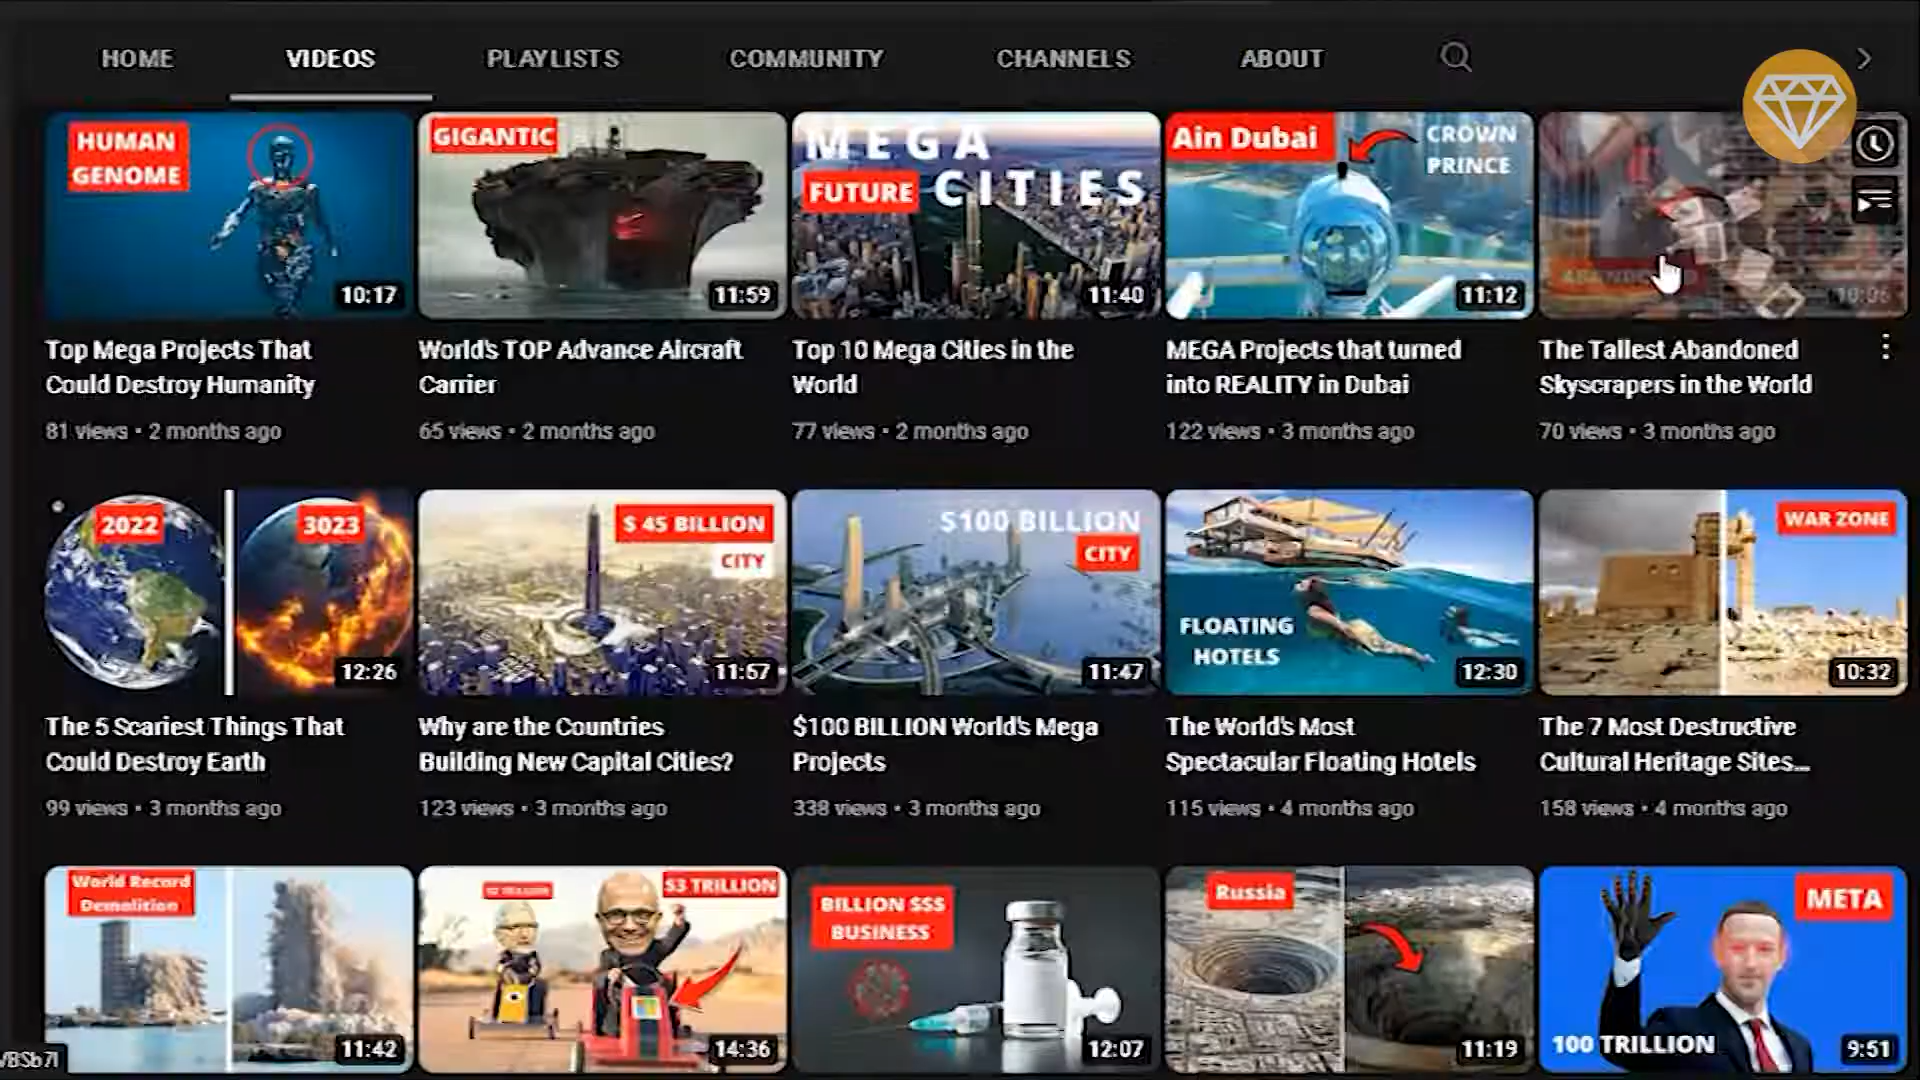 HOME
VIDEOS
PLAYLISTS
COMMUNITY
CHANNELS
ABOUT
HUMAN
GENOME
10:17
GIGANTIC
11:59
MEGA
FUTURE CITIES
11:40
Ain Dubai
CROWN
PRINCE
11:12
10:06
Top Mega Projects That
Could Destroy Humanity
81 views • 2 months ago
World's TOP Advance Aircraft
Carrier
65 views • 2 months ago
Top 10 Mega Cities in the
World
77 views • 2 months ago
MEGA Projects that turned
into REALITY in Dubai
122 views • 3 months ago
The Tallest Abandoned
Skyscrapers in the World
70 views • 3 months ago
2022
3023
12:26
$ 45 BILLION
CITY
11:57
$100 BILLION
CITY
11:47
FLOATING
HOTELS
12:30
WAR ZONE
10:32
The 5 Scariest Things That
Could Destroy Earth
99 views • 3 months ago
Why are the Countries
Building New Capital Cities?
123 views • 3 months ago
$100 BILLION World's Mega
Projects
338 views • 3 months ago
The World's Most
Spectacular Floating Hotels
115 views • 4 months ago
The 7 Most Destructive
Cultural Heritage Sites...
158 views • 4 months ago
World Record
Demolition
11:42
$3 TRILLION
14:36
BILLION $$$
BUSINESS
12:07
Russia
11:19
META
100 TRILLION
9:51